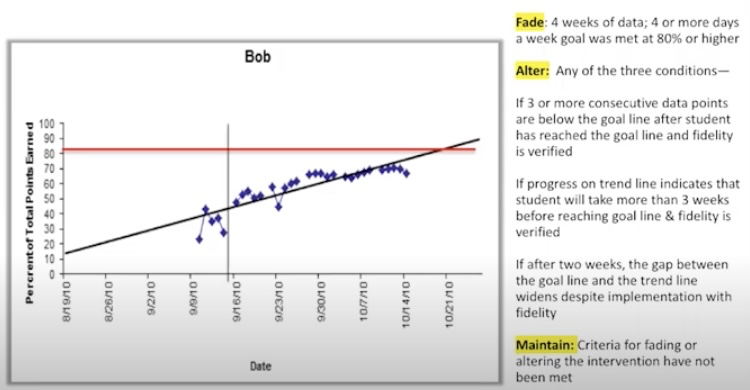 Bob
Percrent of Total Points Earned
100
90
80
70
60
50
40
30
20
10
0
8/19/10
8/26/10
9/2/10
9/9/10
9/16/10
9/23/10
9/30/10
10/7/10
10/14/10
10/21/10
Date
Fade: 4 weeks of data; 4 or more days
a week goal was met at 80% or higher
Alter: Any of the three conditions—
If 3 or more consecutive data points
are below the goal line after student
has reached the goal line and fidelity
is verified
If progress on trend line indicates that
student will take more than 3 weeks
before reaching goal line & fidelity is
verified
If after two weeks, the gap between
the goal line and the trend line
widens despite implementation with
fidelity
Maintain: Criteria for fading or
altering the intervention have not
been met